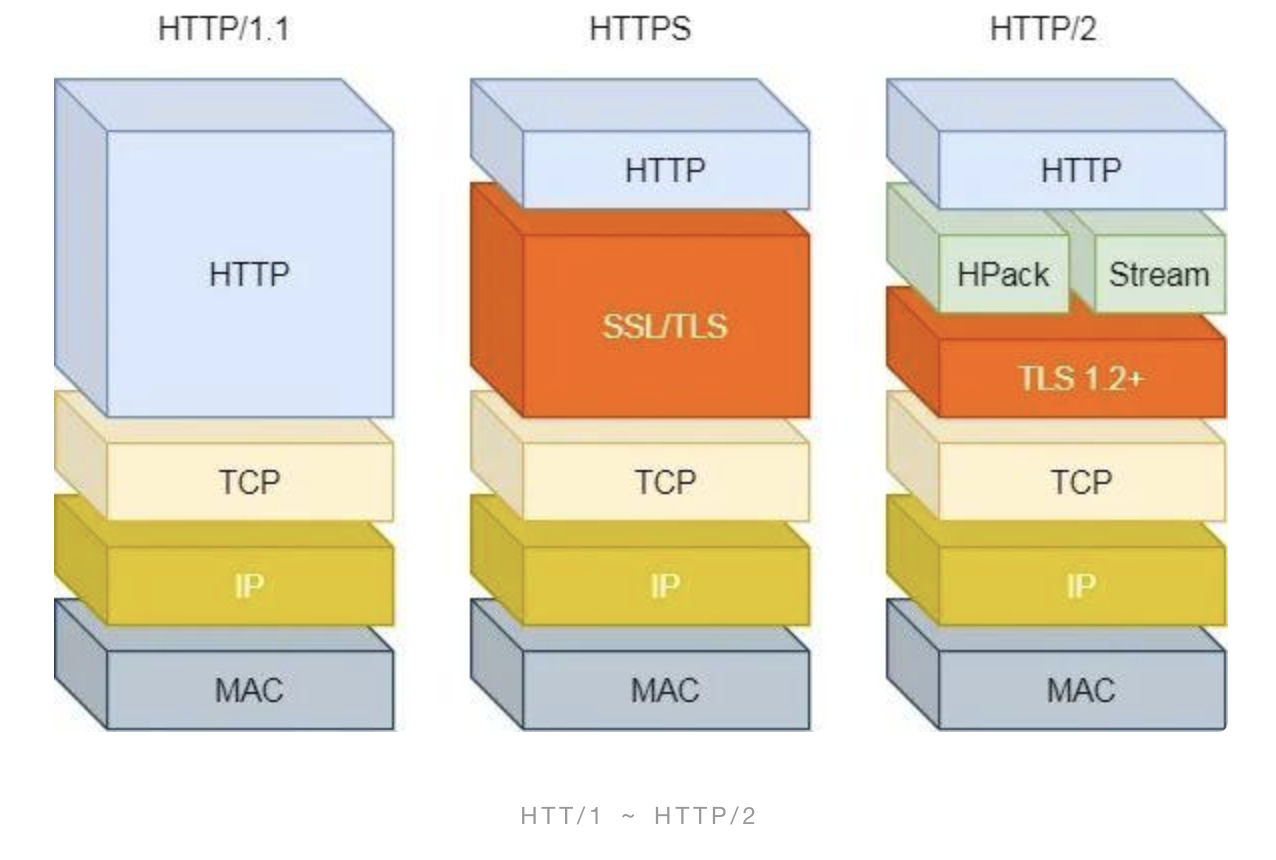 HTTP/1.1
HTTPS
HTTP/2
HTTP
HTTP
HTTP
HPack
Stream
SSL/TLS
TLS 1.2+
TCP
TCP
TCP
IP
IP
IP
MAC
MAC
MAC
HTT/1 ~ HTTP/2